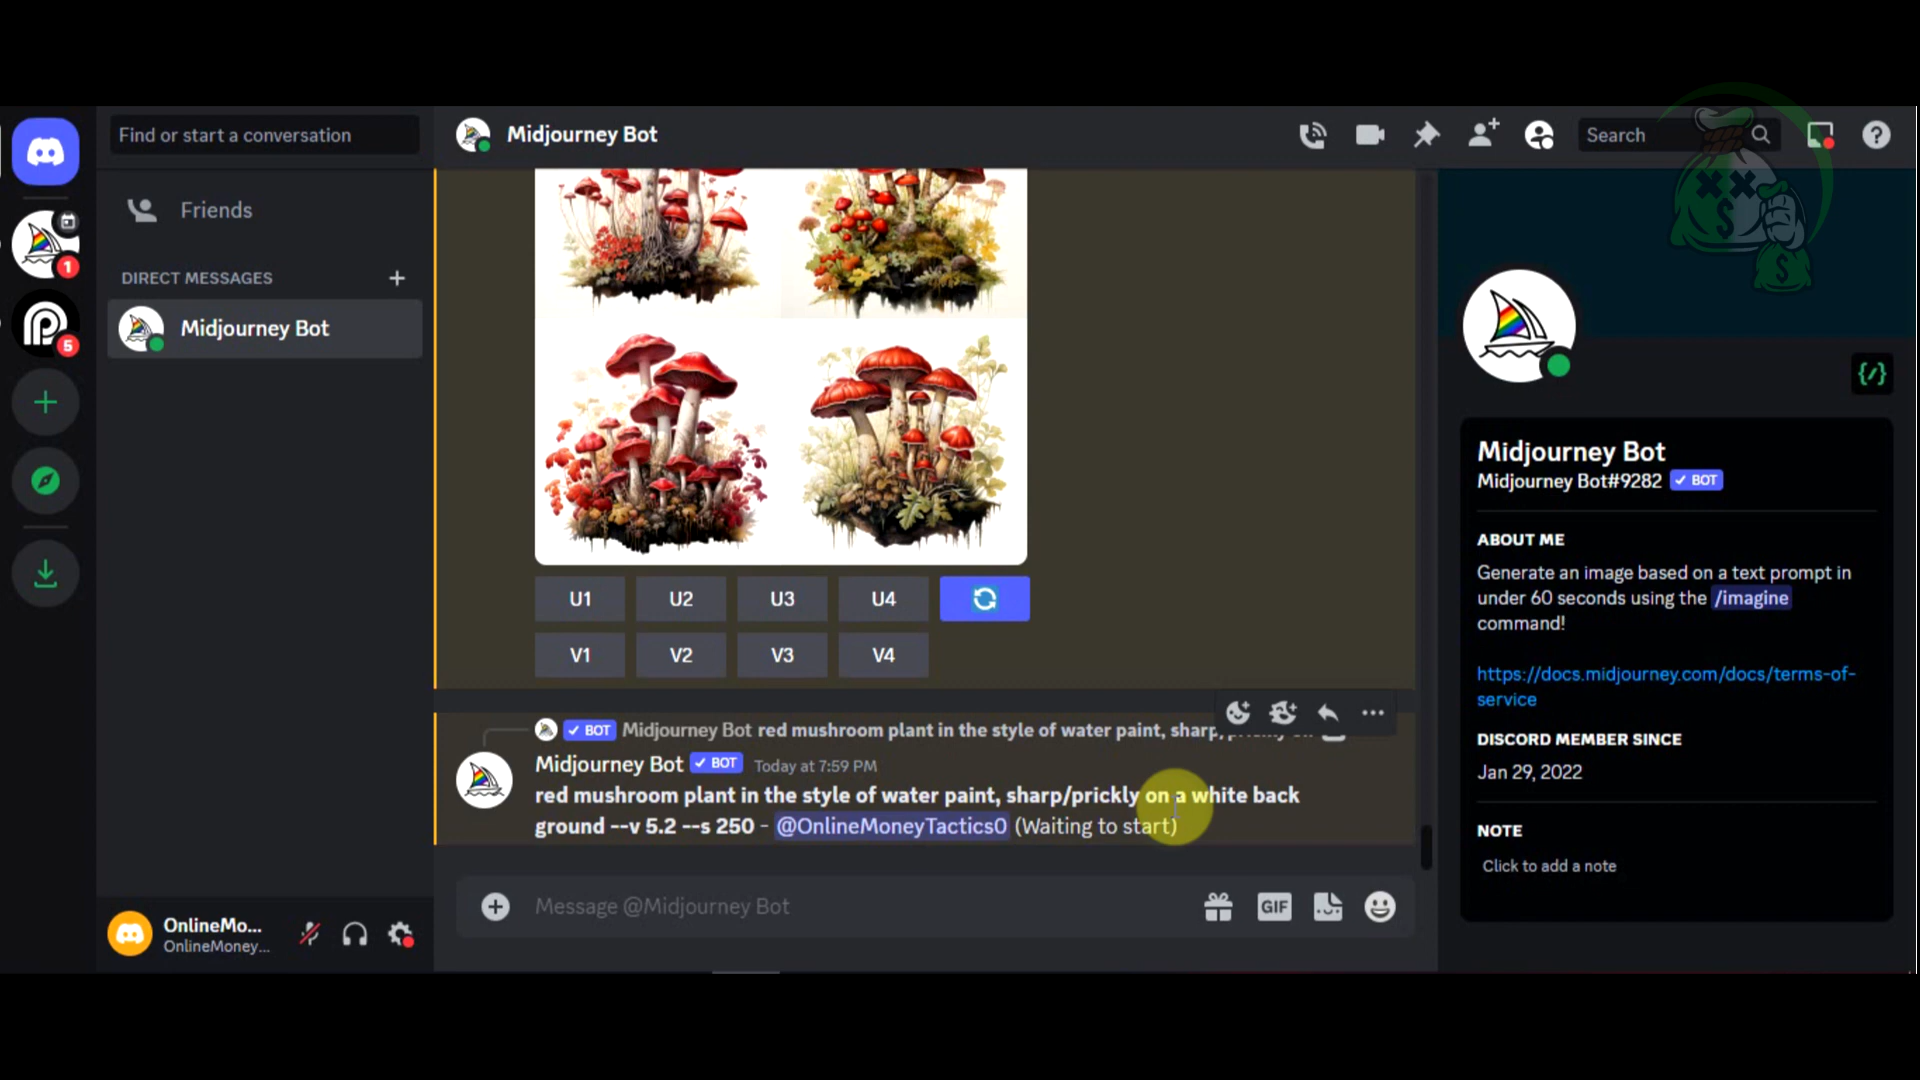 Find or start a conversation
Midjourney Bot
Search
Friends
DIRECT MESSAGES
Midjourney Bot
1
5
U1 U2 U3 U4
V1 V2 V3 V4
BOT Midjourney Bot red mushroom plant in the style of water paint, sharp/prickly on
Midjourney Bot BOT Today at 7:59 PM
red mushroom plant in the style of water paint, sharp/prickly on a white back
ground --v 5.2 --s 250 - @OnlineMoneyTactics0 (Waiting to start)
Message @Midjourney Bot
GIF
OnlineMo...
OnlineMoney...
$
$
Midjourney Bot
Midjourney Bot#9282 BOT
ABOUT ME
Generate an image based on a text prompt in
under 60 seconds using the /imagine
command!
https://docs.midjourney.com/docs/terms-of-
service
DISCORD MEMBER SINCE
Jan 29, 2022
NOTE
Click to add a note